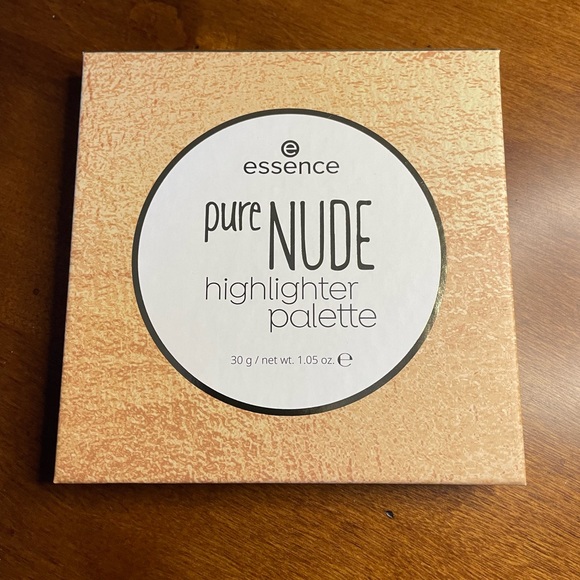 essence
pure NUDE
highlighter
palette
30 g / net wt. 1.05 oz. ℮